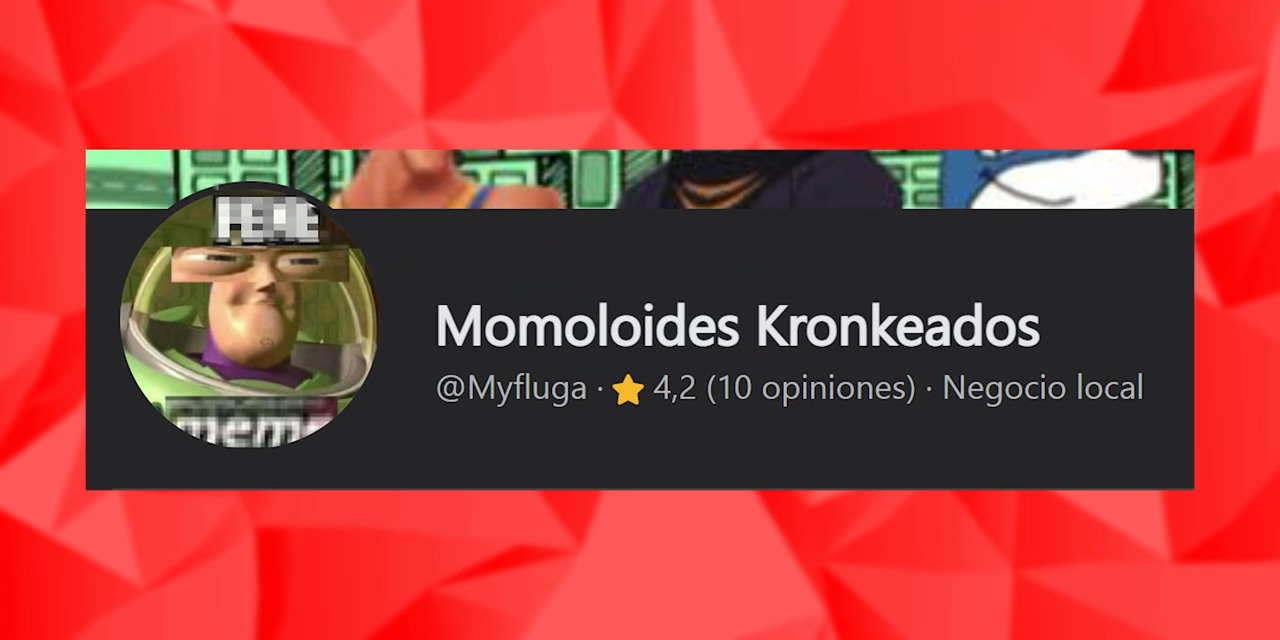 Momoloides Kronkeados
@Myfluga · ⭐ 4,2 (10 opiniones) · Negocio local